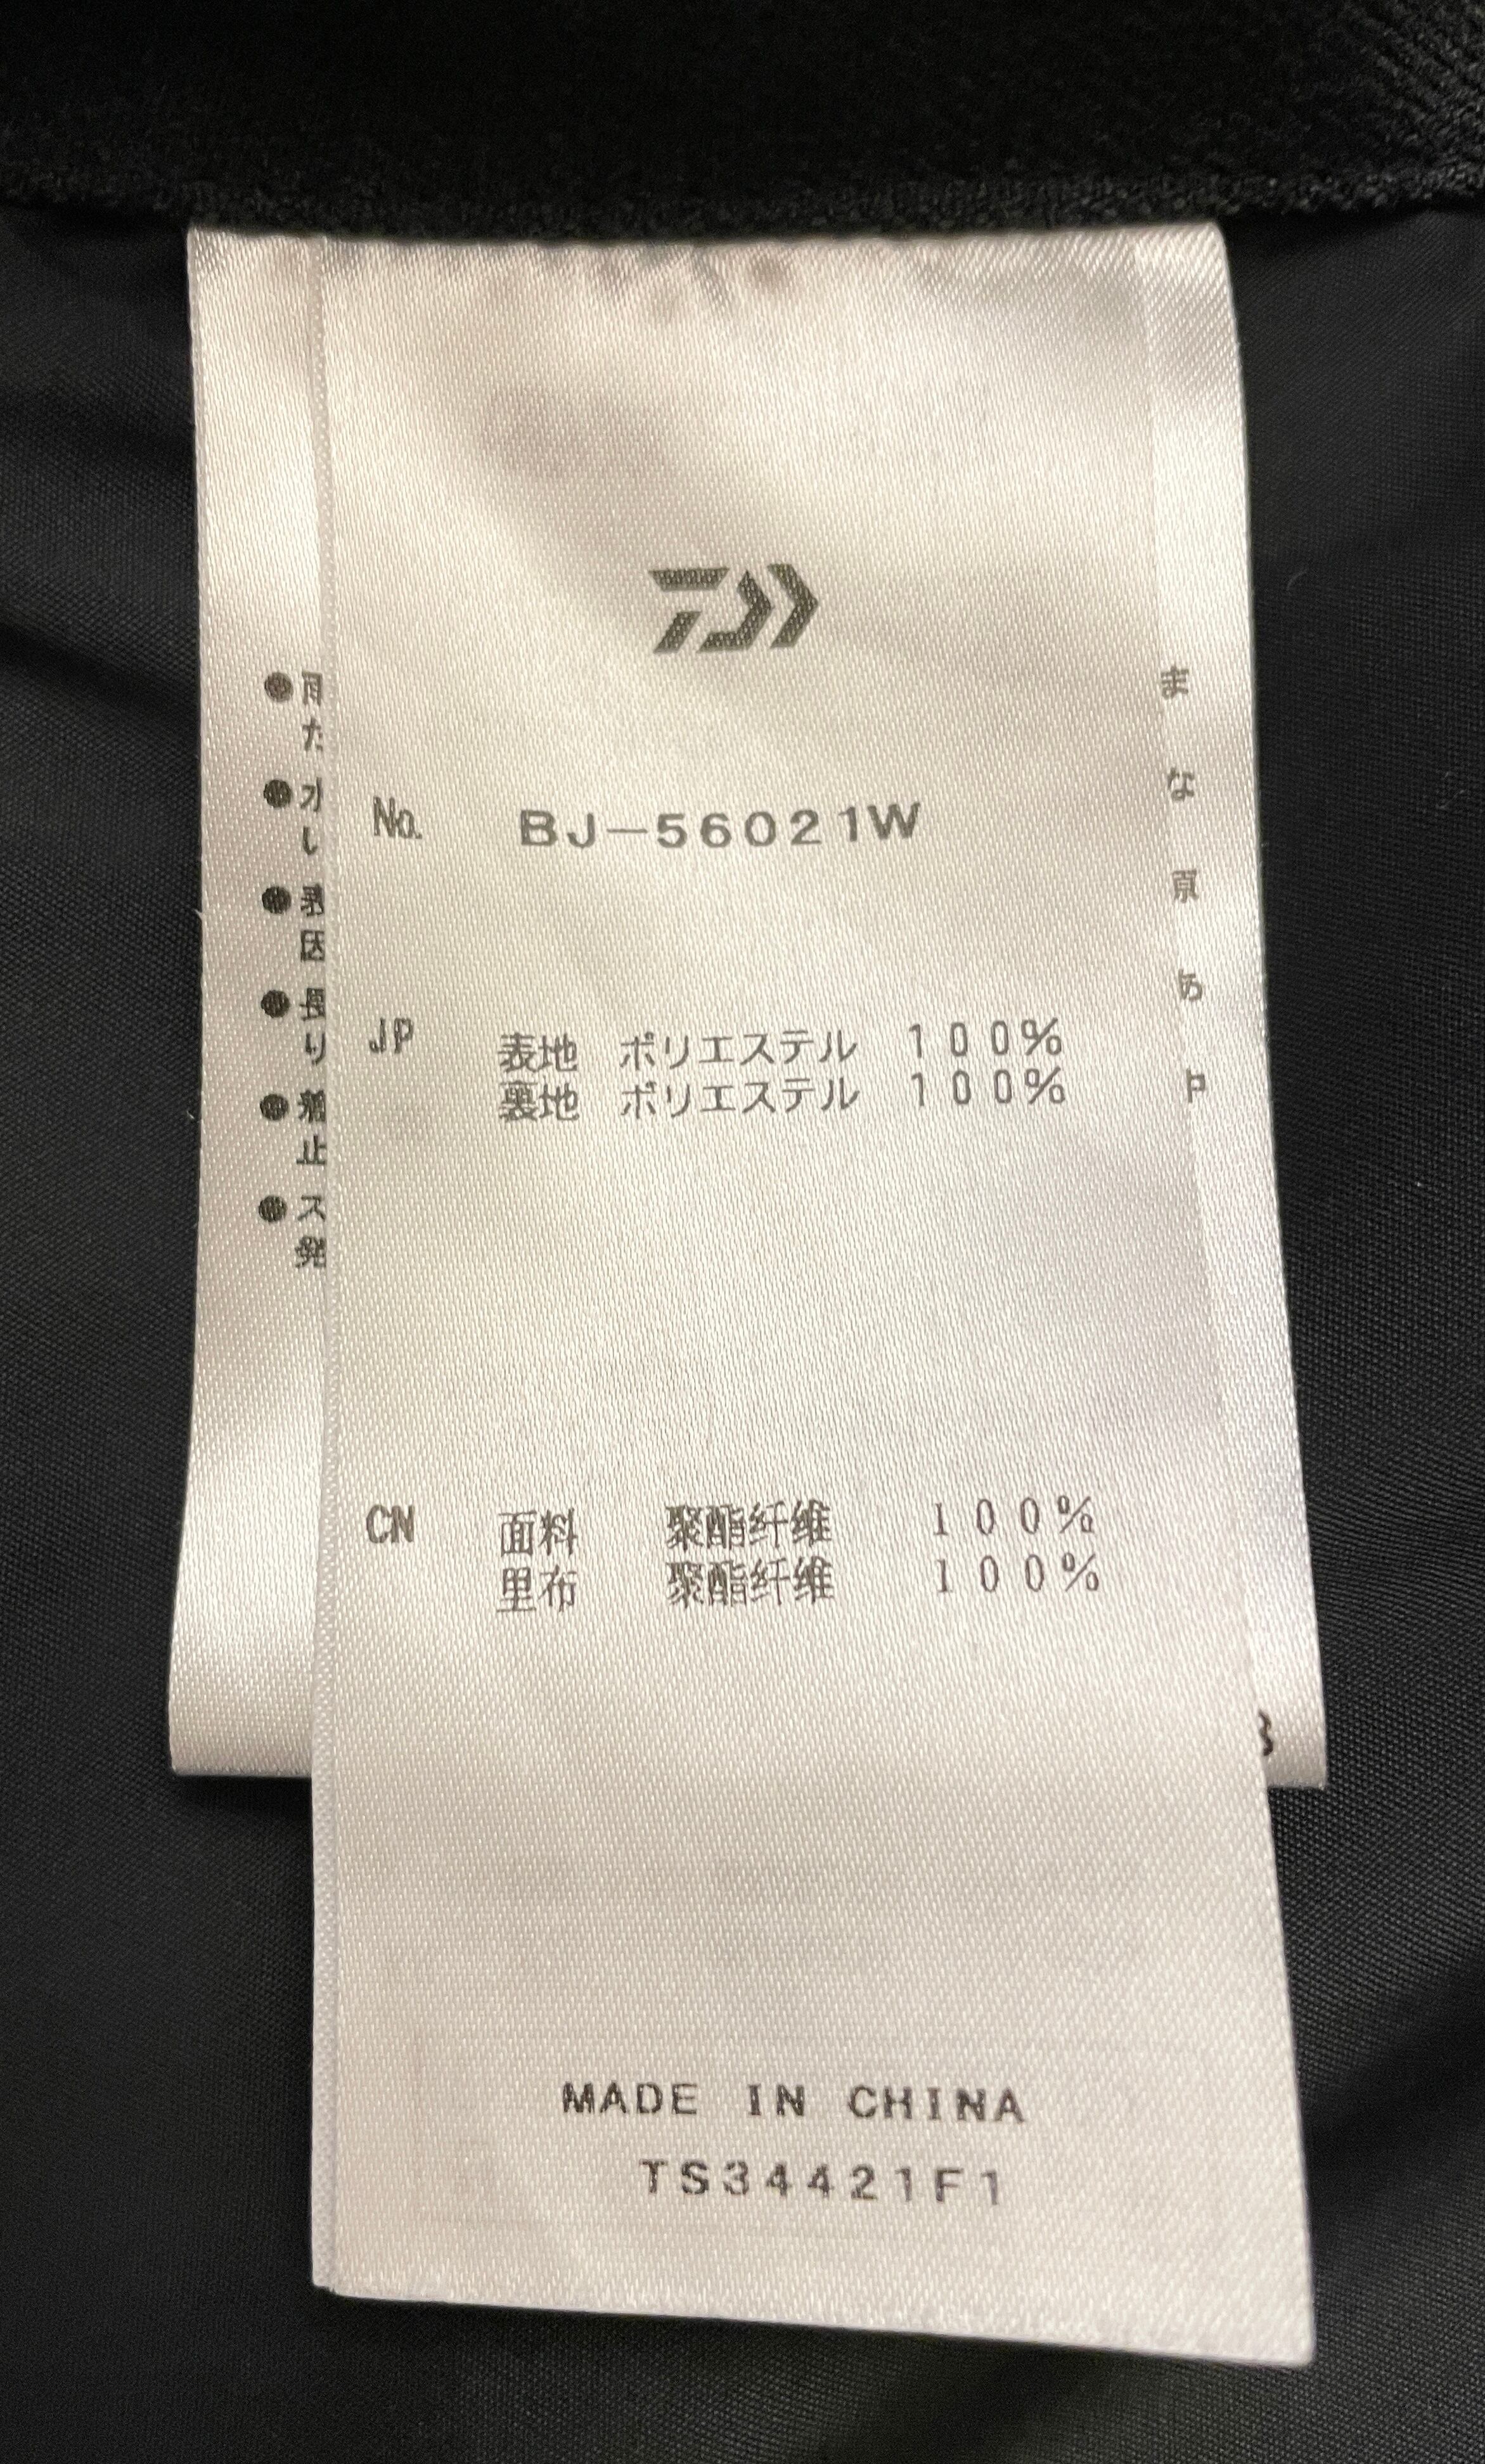 No. BJ-56021W
JP 表地 ポリエステル 100%
裏地 ポリエステル 100%
CN 面料 聚酯纤维 100%
里布 聚酯纤维 100%
MADE IN CHINA
TS34421F1